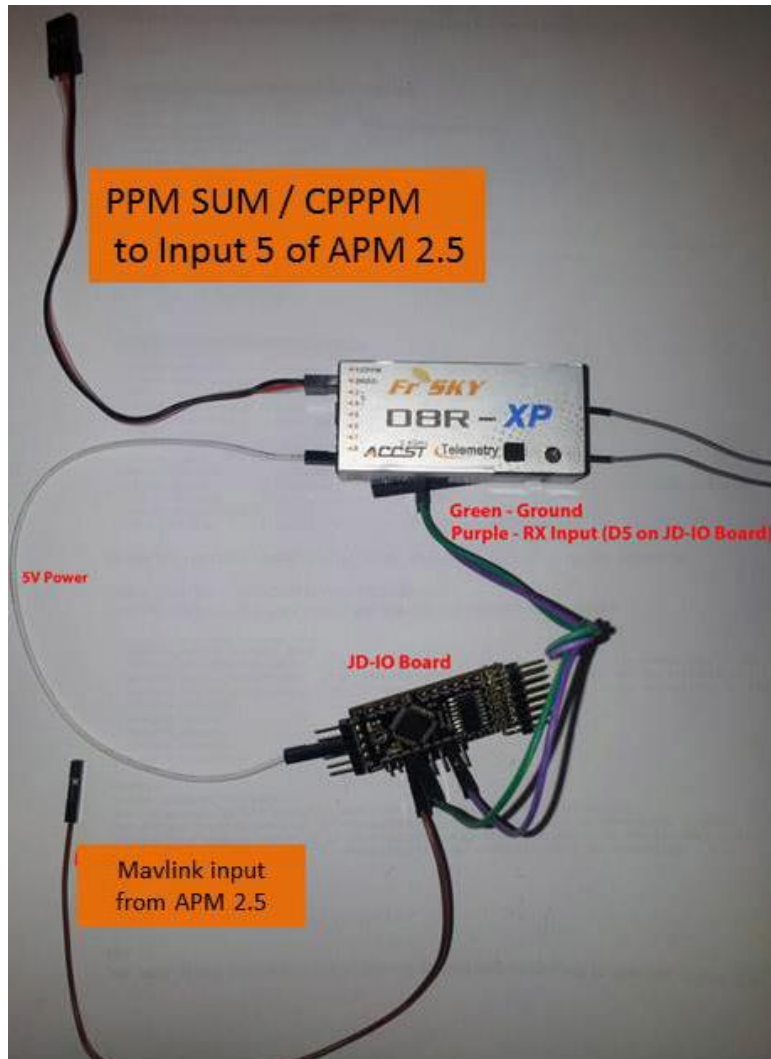 PPM SUM / CPPPM
to Input 5 of APM 2.5
FrSKY
D8R-XP
ACCST Telemetry
Green - Ground
Purple - RX Input (D5 on JD-IO Board)
5V Power
JD-IO Board
Mavlink input
from APM 2.5